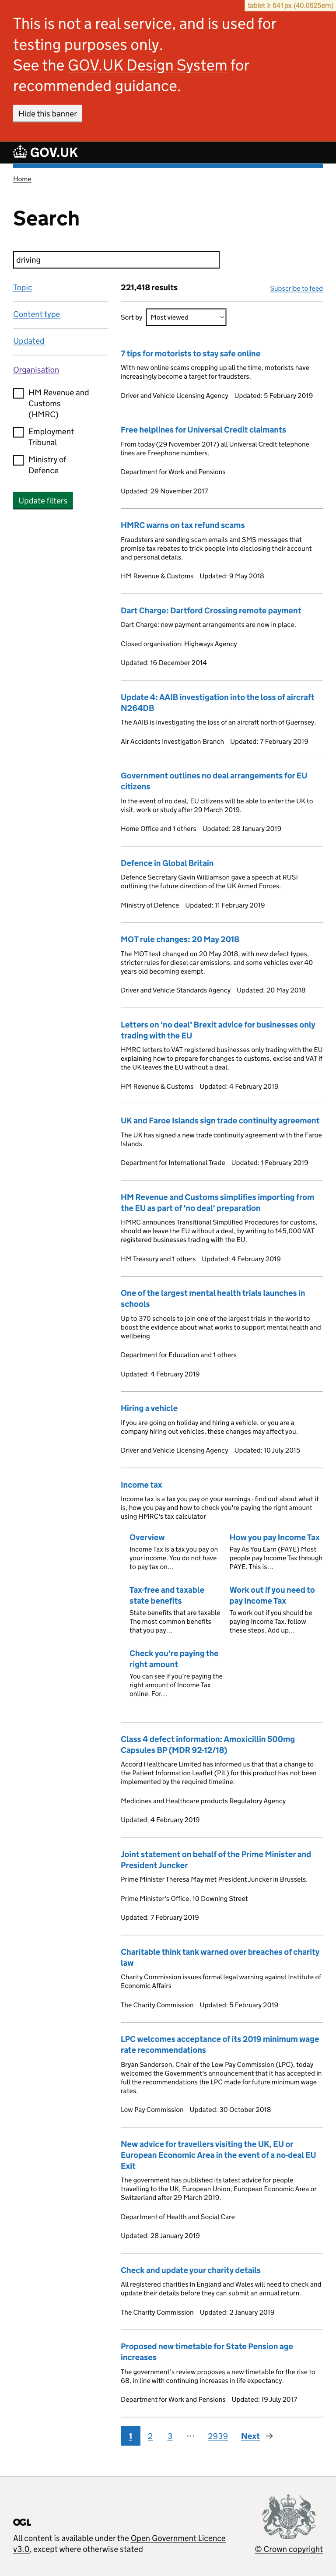 tablet ≥ 641px (40.0625em)
This is not a real service, and is used for
testing purposes only.
See the GOV.UK Design System for
recommended guidance.
Hide this banner
GOV.UK
Home
Search
driving
Topic
Content type
Updated
Organisation
HM Revenue and
Customs
(HMRC)
Employment
Tribunal
Ministry of
Defence
Update filters
221,418 results
Subscribe to feed
Sort by
Most viewed
7 tips for motorists to stay safe online
With new online scams cropping up all the time, motorists have
increasingly become a target for fraudsters.
Driver and Vehicle Licensing Agency Updated: 5 February 2019
Free helplines for Universal Credit claimants
From today (29 November 2017) all Universal Credit telephone
lines are Freephone numbers.
Department for Work and Pensions
Updated: 29 November 2017
HMRC warns on tax refund scams
Fraudsters are sending scam emails and SMS messages that
promise tax rebates to trick people into disclosing their account
and personal details.
HM Revenue & Customs Updated: 9 May 2018
Dart Charge: Dartford Crossing remote payment
Dart Charge: new payment arrangements are now in place.
Closed organisation: Highways Agency
Updated: 16 December 2014
Update 4: AAIB investigation into the loss of aircraft
N264DB
The AAIB is investigating the loss of an aircraft north of Guernsey.
Air Accidents Investigation Branch Updated: 7 February 2019
Government outlines no deal arrangements for EU
citizens
In the event of no deal, EU citizens will be able to enter the UK to
visit, work or study after 29 March 2019.
Home Office and 1 others Updated: 28 January 2019
Defence in Global Britain
Defence Secretary Gavin Williamson gave a speech at RUSI
outlining the future direction of the UK Armed Forces.
Ministry of Defence Updated: 11 February 2019
MOT rule changes: 20 May 2018
The MOT test changed on 20 May 2018, with new defect types,
stricter rules for diesel car emissions, and some vehicles over 40
years old becoming exempt.
Driver and Vehicle Standards Agency Updated: 20 May 2018
Letters on 'no deal' Brexit advice for businesses only
trading with the EU
HMRC letters to VAT-registered businesses only trading with the EU
explaining how to prepare for changes to customs, excise and VAT if
the UK leaves the EU without a deal.
HM Revenue & Customs Updated: 4 February 2019
UK and Faroe Islands sign trade continuity agreement
The UK has signed a new trade continuity agreement with the Faroe
Islands.
Department for International Trade Updated: 1 February 2019
HM Revenue and Customs simplifies importing from
the EU as part of 'no deal' preparation
HMRC announces Transitional Simplified Procedures for customs,
should we leave the EU without a deal, by writing to 145,000 VAT
registered businesses trading with the EU.
HM Treasury and 1 others Updated: 4 February 2019
One of the largest mental health trials launches in
schools
Up to 370 schools to join one of the largest trials in the world to
boost the evidence about what works to support mental health and
wellbeing
Department for Education and 1 others
Updated: 4 February 2019
Hiring a vehicle
If you are going on holiday and hiring a vehicle, or you are a
company hiring out vehicles, these changes may affect you.
Driver and Vehicle Licensing Agency Updated: 10 July 2015
Income tax
Income tax is a tax you pay on your earnings - find out about what it
is, how you pay and how to check you're paying the right amount
using HMRC's tax calculator
Overview
Income Tax is a tax you pay on
your income. You do not have
to pay tax on…
How you pay Income Tax
Pay As You Earn (PAYE) Most
people pay Income Tax through
PAYE. This is…
Tax-free and taxable
state benefits
State benefits that are taxable
The most common benefits
that you pay…
Work out if you need to
pay Income Tax
To work out if you should be
paying Income Tax, follow
these steps. Add up…
Check you're paying the
right amount
You can see if you're paying the
right amount of Income Tax
online. For…
Class 4 defect information: Amoxicillin 500mg
Capsules BP (MDR 92-12/18)
Accord Healthcare Limited has informed us that that a change to
the Patient Information Leaflet (PIL) for this product has not been
implemented by the required timeline.
Medicines and Healthcare products Regulatory Agency
Updated: 4 February 2019
Joint statement on behalf of the Prime Minister and
President Juncker
Prime Minister Theresa May met President Juncker in Brussels.
Prime Minister's Office, 10 Downing Street
Updated: 7 February 2019
Charitable think tank warned over breaches of charity
law
Charity Commission issues formal legal warning against Institute of
Economic Affairs
The Charity Commission Updated: 5 February 2019
LPC welcomes acceptance of its 2019 minimum wage
rate recommendations
Bryan Sanderson, Chair of the Low Pay Commission (LPC), today
welcomed the Government's announcement that it has accepted in
full the recommendations the LPC made for future minimum wage
rates.
Low Pay Commission Updated: 30 October 2018
New advice for travellers visiting the UK, EU or
European Economic Area in the event of a no-deal EU
Exit
The government has published its latest advice for people
travelling to the UK, European Union, European Economic Area or
Switzerland after 29 March 2019.
Department of Health and Social Care
Updated: 28 January 2019
Check and update your charity details
All registered charities in England and Wales will need to check and
update their details before they can submit an annual return.
The Charity Commission Updated: 2 January 2019
Proposed new timetable for State Pension age
increases
The government's review proposes a new timetable for the rise to
68, in line with continuing increases in life expectancy.
Department for Work and Pensions Updated: 19 July 2017
1 2 3 ⋯ 2939 Next →
OGL
All content is available under the Open Government Licence
v3.0, except where otherwise stated
© Crown copyright